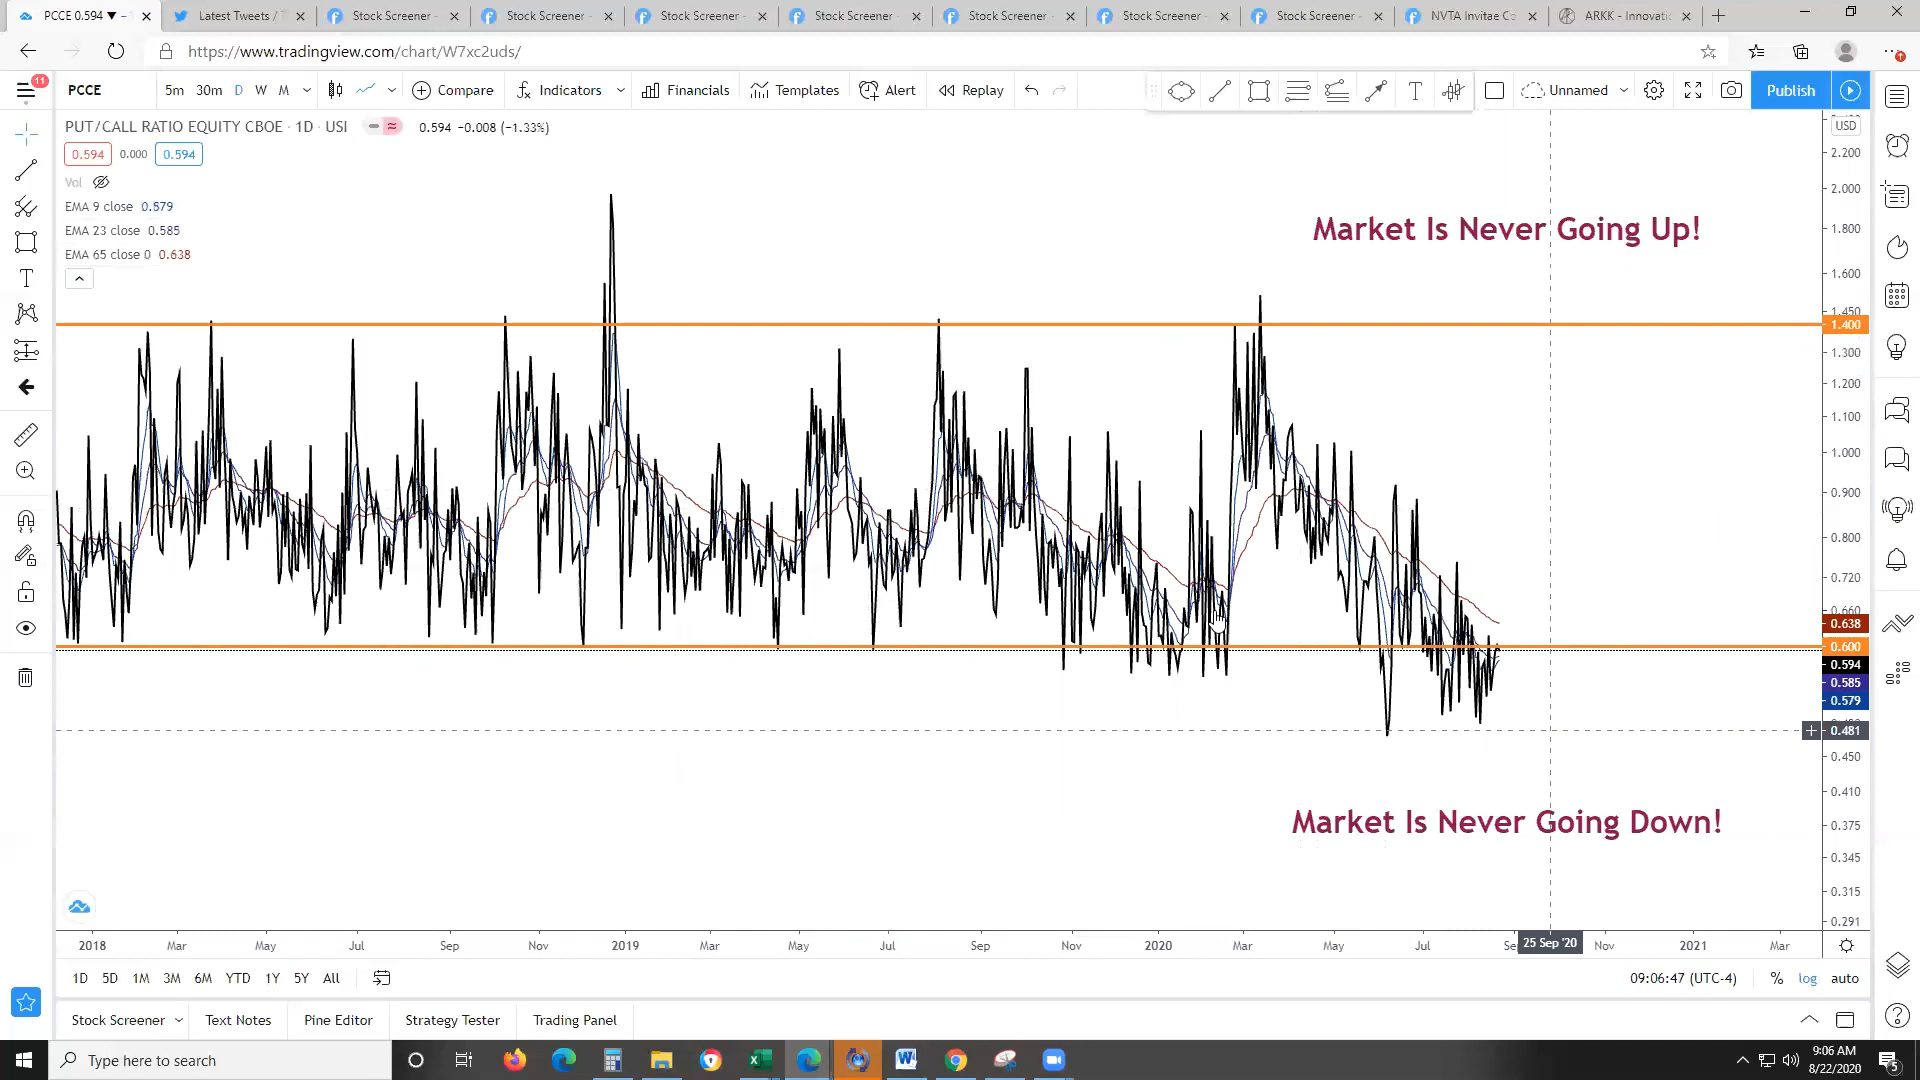 PCCE 0.594 ▼ −
Latest Tweets / T
Stock Screener -
Stock Screener -
Stock Screener -
Stock Screener -
Stock Screener -
Stock Screener -
Stock Screener -
NVTA Invitae Co
ARKK - Innovati
https://www.tradingview.com/chart/W7xc2uds/
11
PCCE
5m 30m D W M
Compare
Indicators
Financials
Templates
Alert
Replay
Unnamed
Publish
PUT/CALL RATIO EQUITY CBOE · 1D · USI
0.594 −0.008 (−1.33%)
0.594 0.000 0.594
Vol
EMA 9 close 0.579
EMA 23 close 0.585
EMA 65 close 0 0.638
Market Is Never Going Up!
Market Is Never Going Down!
USD
2.200
2.000
1.800
1.600
1.450
1.400
1.300
1.200
1.100
1.000
0.900
0.800
0.720
0.660
0.638
0.600
0.594
0.585
0.579
0.481
0.450
0.410
0.375
0.345
0.315
0.291
2018 Mar May Jul Sep Nov 2019 Mar May Jul Sep Nov 2020 Mar May Jul 25 Sep '20 Nov 2021 Mar
1D 5D 1M 3M 6M YTD 1Y 5Y All
09:06:47 (UTC-4) % log auto
Stock Screener
Text Notes
Pine Editor
Strategy Tester
Trading Panel
Type here to search
9:06 AM
8/22/2020
5